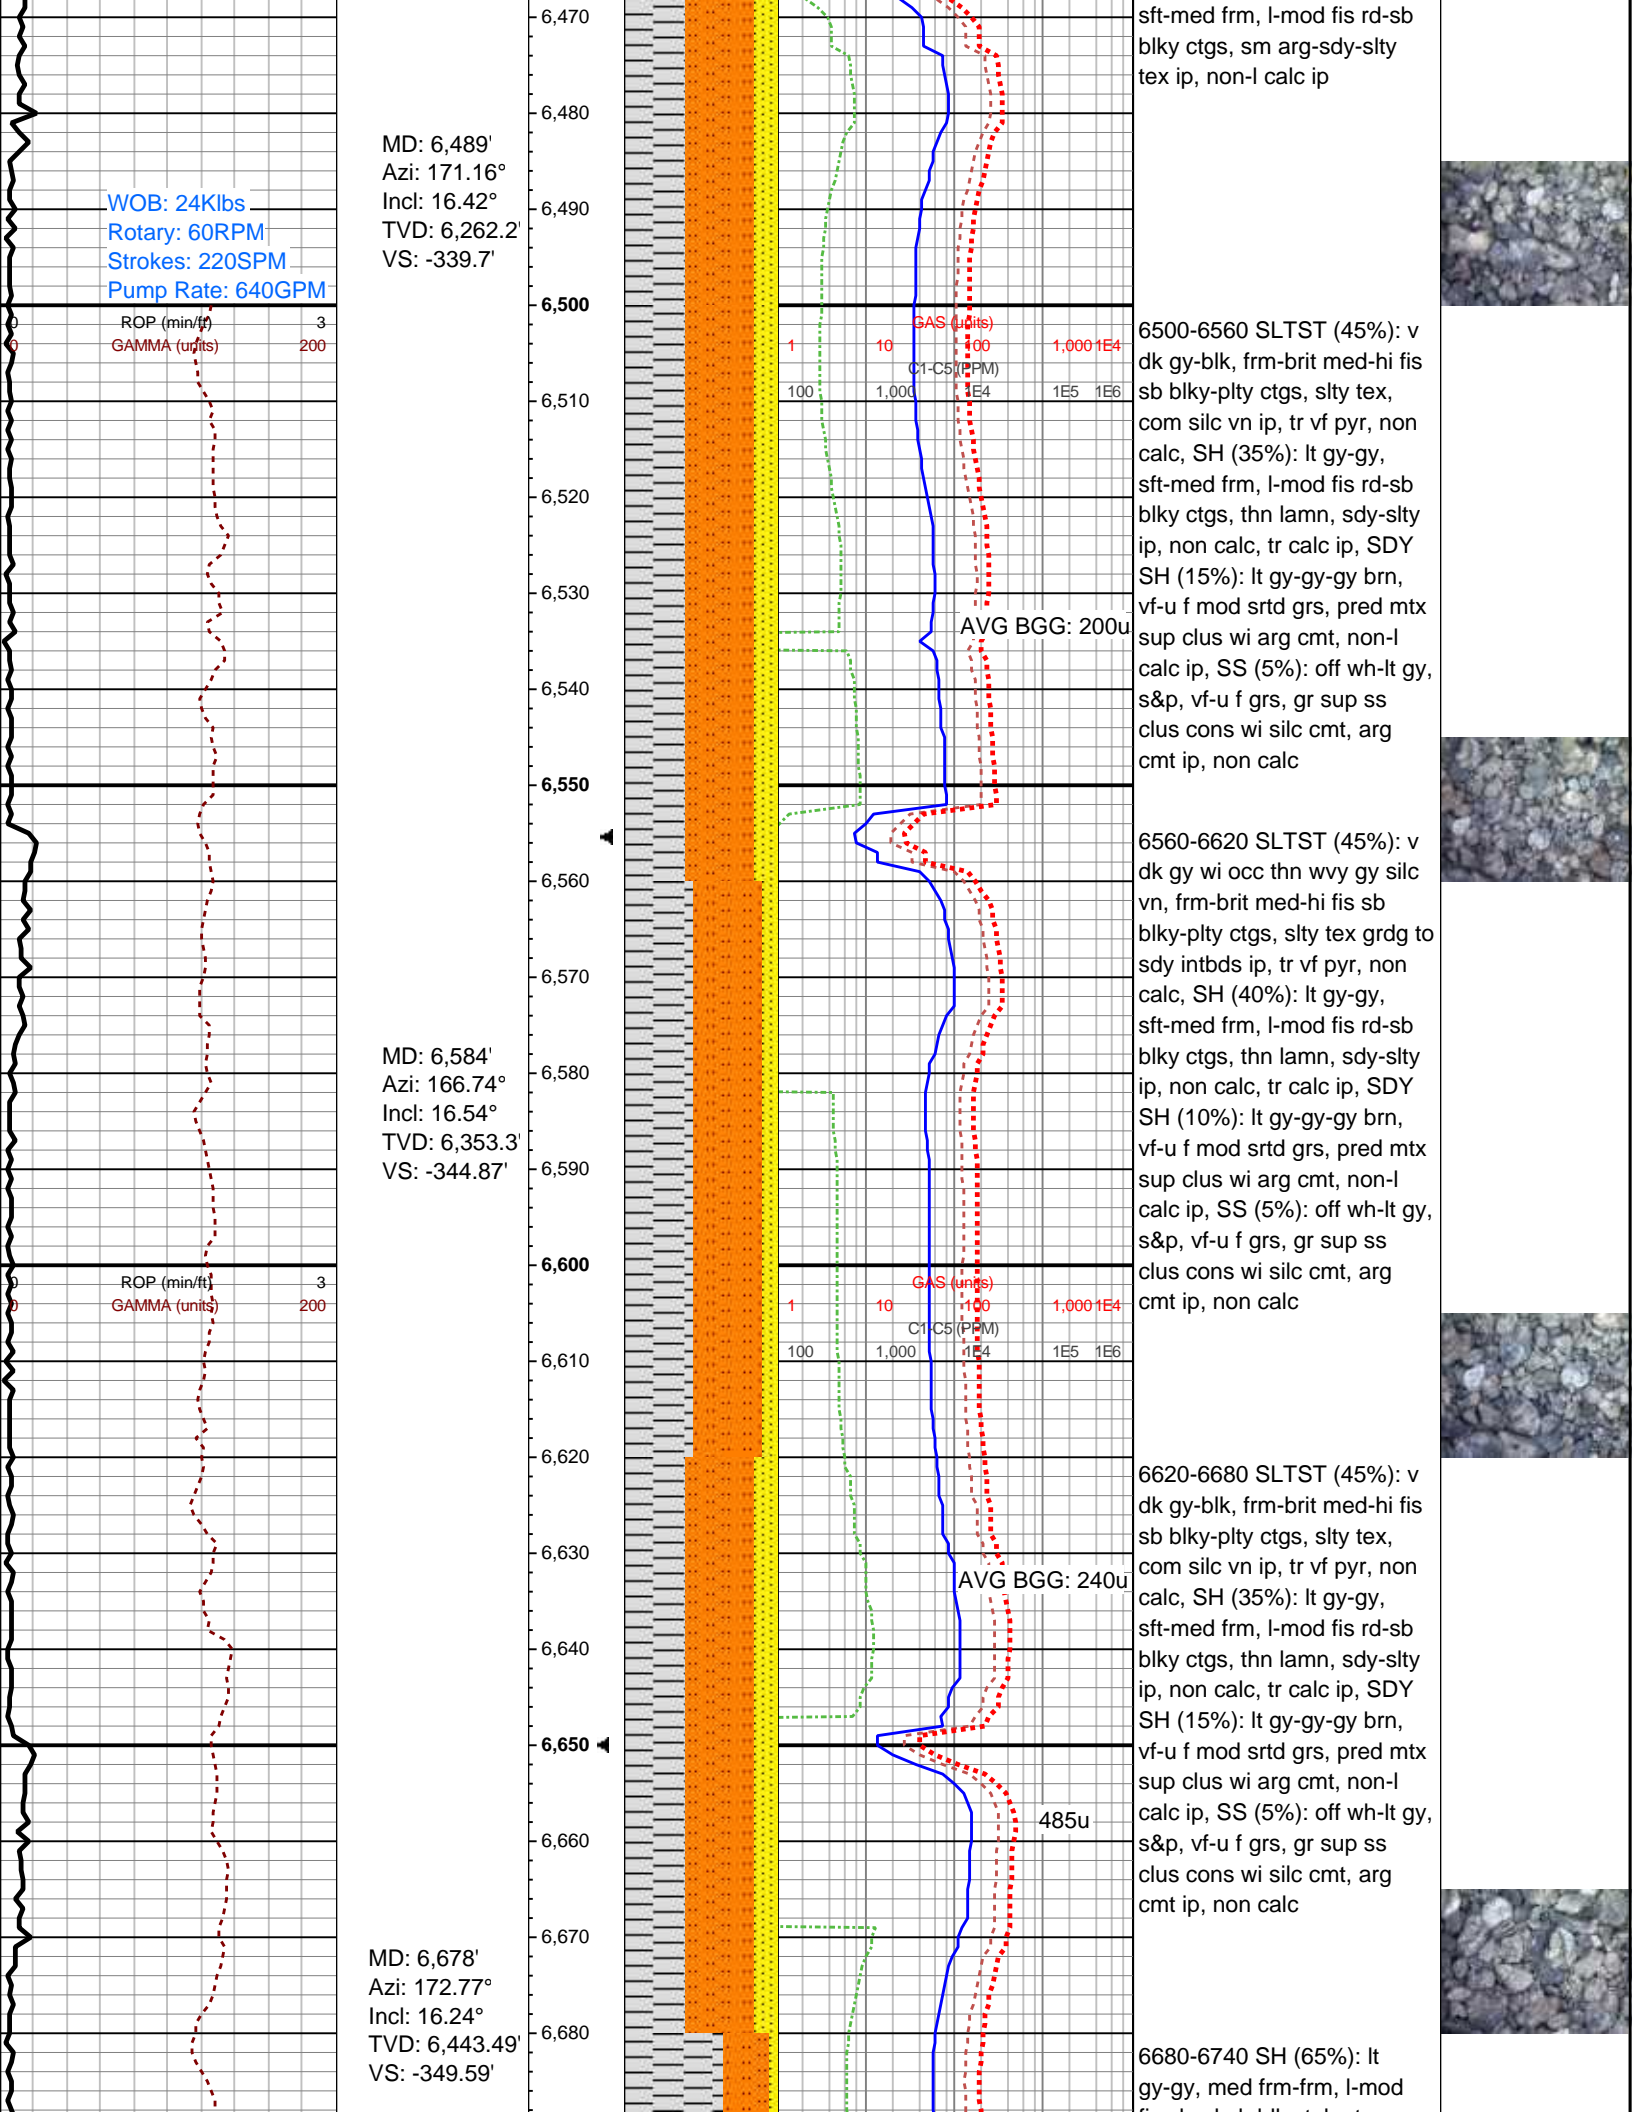 sft-med frm, l-mod fis rd-sb
blky ctgs, sm arg-sdy-slty
tex ip, non-l calc ip
6,470
6,480
6,490
6,500
6,510
6,520
6,530
6,540
6,550
6,560
6,570
6,580
6,590
6,600
6,610
6,620
6,630
6,640
6,650
6,660
6,670
6,680
MD: 6,489'
Azi: 171.16°
Incl: 16.42°
TVD: 6,262.2'
VS: -339.7'
WOB: 24Klbs
Rotary: 60RPM
Strokes: 220SPM
Pump Rate: 640GPM
0 ROP (min/ft) 3
0 GAMMA (units) 200
GAS (units)
1 10 100 1,000 1E4
C1-C5 (PPM)
100 1,000 1E4 1E5 1E6
6500-6560 SLTST (45%): v
dk gy-blk, frm-brit med-hi fis
sb blky-plty ctgs, slty tex,
com silc vn ip, tr vf pyr, non
calc, SH (35%): lt gy-gy,
sft-med frm, l-mod fis rd-sb
blky ctgs, thn lamn, sdy-slty
ip, non calc, tr calc ip, SDY
SH (15%): lt gy-gy-gy brn,
vf-u f mod srtd grs, pred mtx
sup clus wi arg cmt, non-l
calc ip, SS (5%): off wh-lt gy,
s&p, vf-u f grs, gr sup ss
clus cons wi silc cmt, arg
cmt ip, non calc
AVG BGG: 200u
6560-6620 SLTST (45%): v
dk gy wi occ thn wvy gy silc
vn, frm-brit med-hi fis sb
blky-plty ctgs, slty tex grdg to
sdy intbds ip, tr vf pyr, non
calc, SH (40%): lt gy-gy,
sft-med frm, l-mod fis rd-sb
blky ctgs, thn lamn, sdy-slty
ip, non calc, tr calc ip, SDY
SH (10%): lt gy-gy-gy brn,
vf-u f mod srtd grs, pred mtx
sup clus wi arg cmt, non-l
calc ip, SS (5%): off wh-lt gy,
s&p, vf-u f grs, gr sup ss
clus cons wi silc cmt, arg
cmt ip, non calc
MD: 6,584'
Azi: 166.74°
Incl: 16.54°
TVD: 6,353.3'
VS: -344.87'
0 ROP (min/ft) 3
0 GAMMA (units) 200
GAS (units)
1 10 100 1,000 1E4
C1-C5 (PPM)
100 1,000 1E4 1E5 1E6
6620-6680 SLTST (45%): v
dk gy-blk, frm-brit med-hi fis
sb blky-plty ctgs, slty tex,
com silc vn ip, tr vf pyr, non
calc, SH (35%): lt gy-gy,
sft-med frm, l-mod fis rd-sb
blky ctgs, thn lamn, sdy-slty
ip, non calc, tr calc ip, SDY
SH (15%): lt gy-gy-gy brn,
vf-u f mod srtd grs, pred mtx
sup clus wi arg cmt, non-l
calc ip, SS (5%): off wh-lt gy,
s&p, vf-u f grs, gr sup ss
clus cons wi silc cmt, arg
cmt ip, non calc
AVG BGG: 240u
485u
MD: 6,678'
Azi: 172.77°
Incl: 16.24°
TVD: 6,443.49'
VS: -349.59'
6680-6740 SH (65%): lt
gy-gy, med frm-frm, l-mod